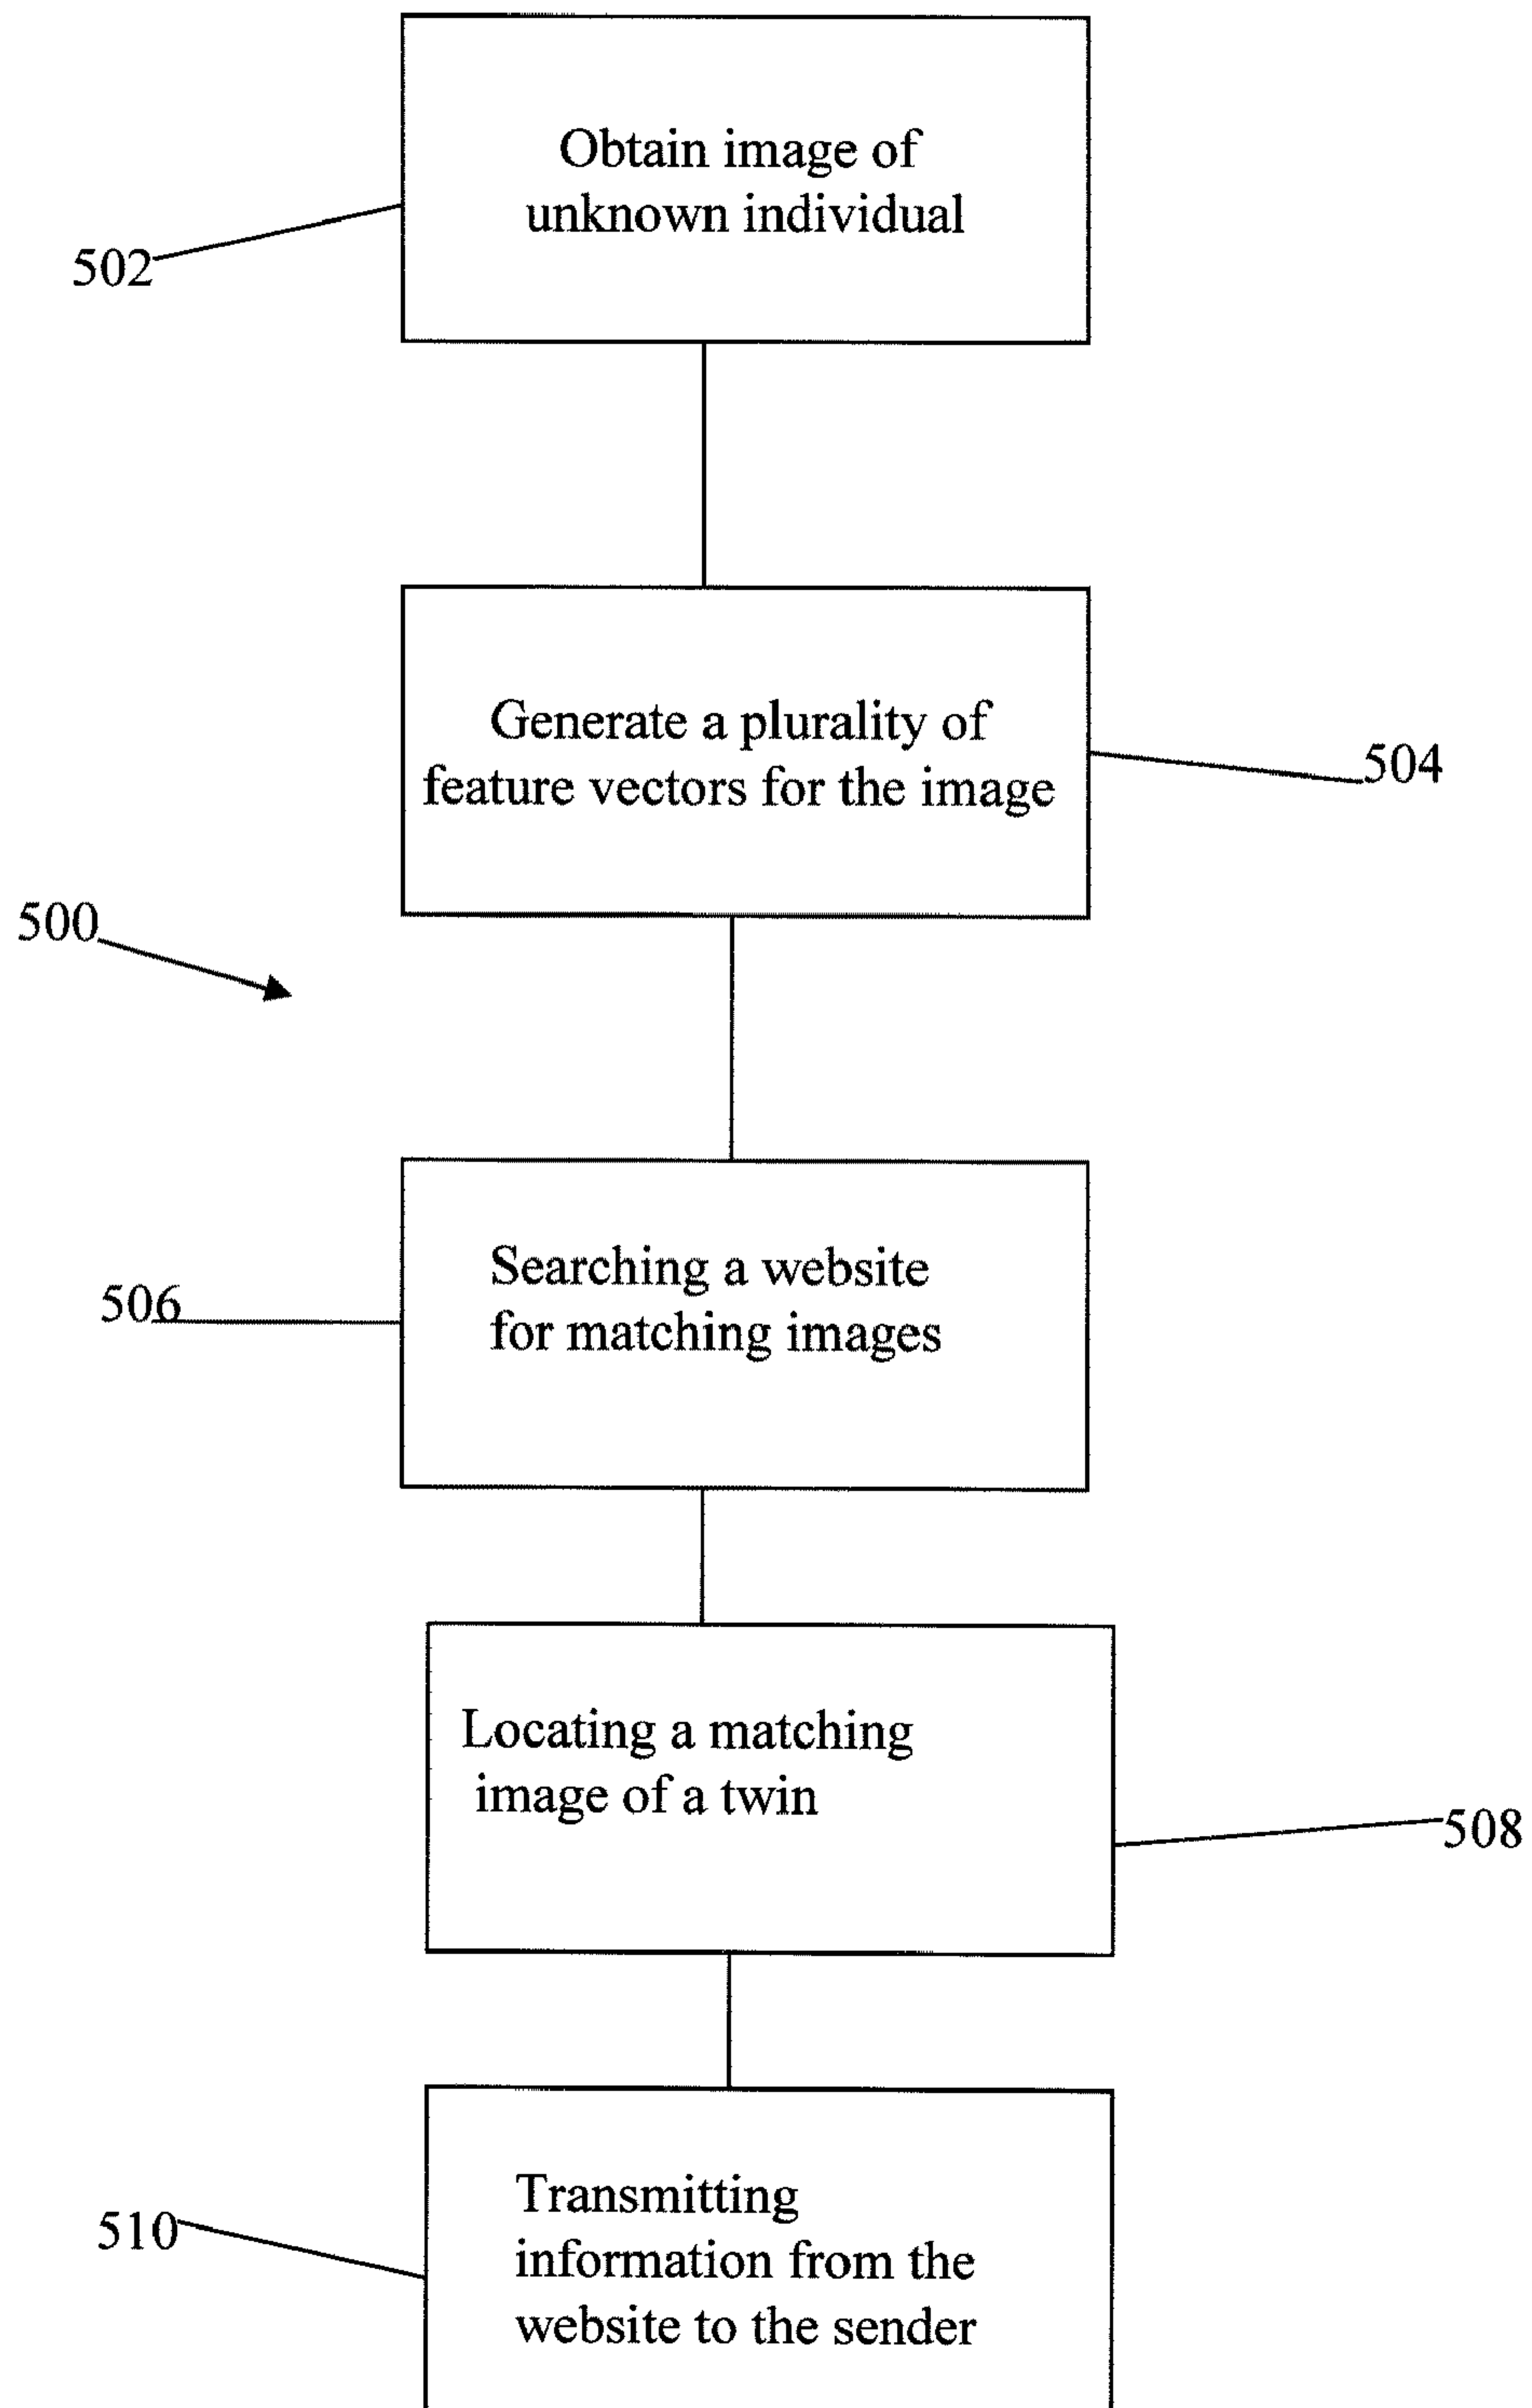 Obtain image of
unknown individual
502
Generate a plurality of
feature vectors for the image
504
500
Searching a website
for matching images
506
Locating a matching
image of a twin
508
Transmitting
information from the
website to the sender
510